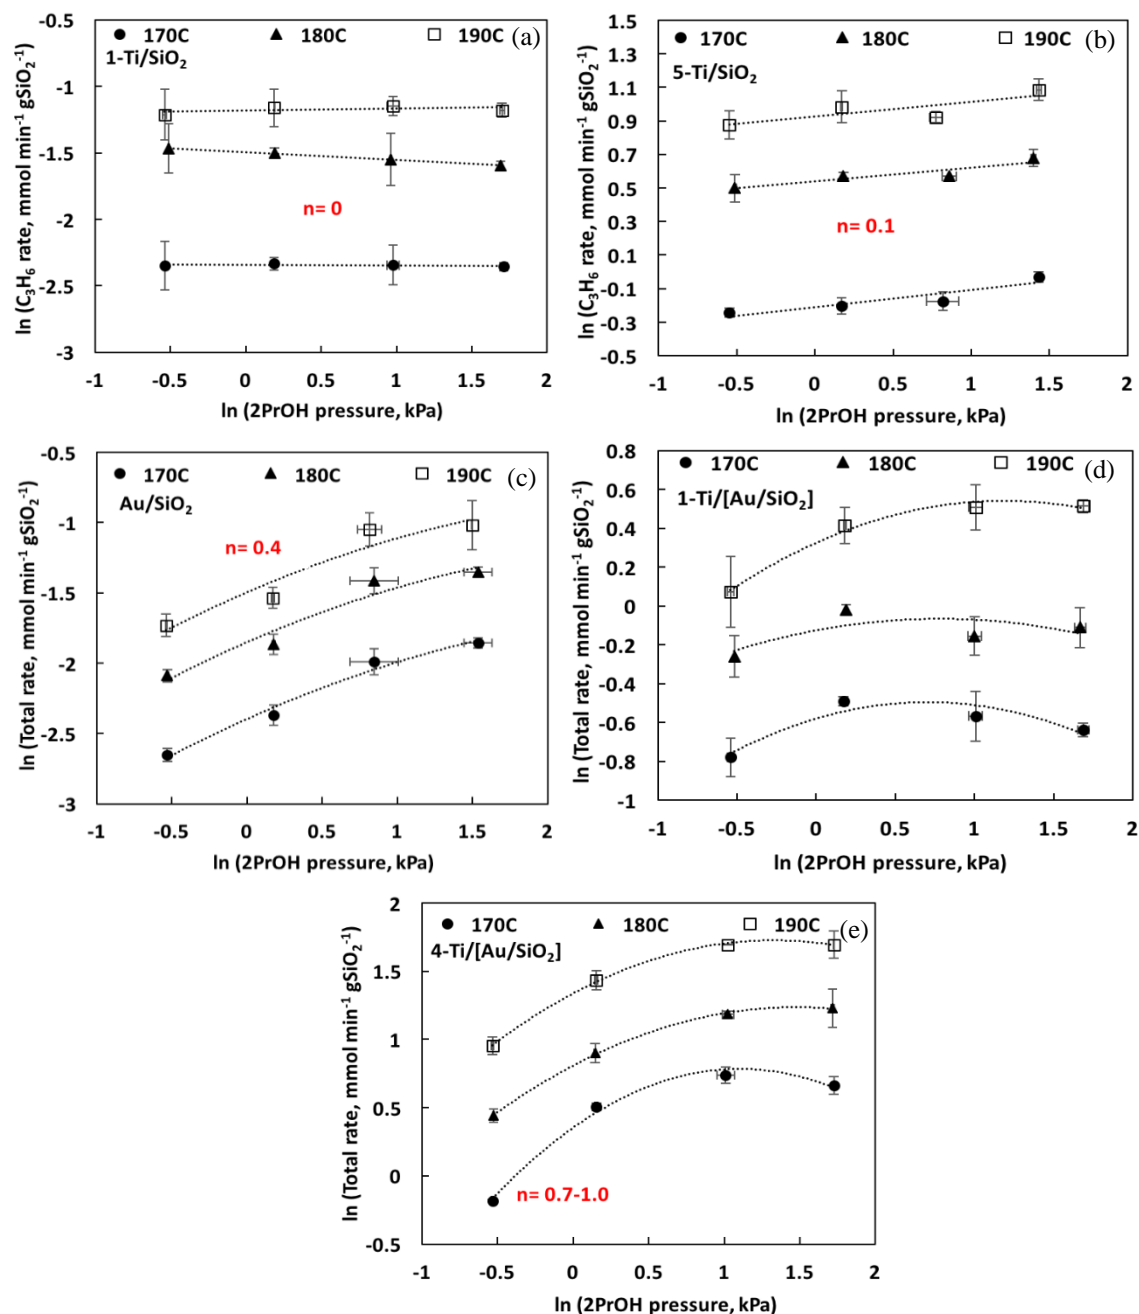 170C 180C 190C (a)
1-Ti/SiO₂
n= 0
ln (C₃H₆ rate, mmol min⁻¹ gSiO₂⁻¹)
-0.5
-1
-1.5
-2
-2.5
-3
-1 -0.5 0 0.5 1 1.5 2
ln (2PrOH pressure, kPa)
170C 180C 190C (b)
5-Ti/SiO₂
n= 0.1
ln (C₃H₆ rate, mmol min⁻¹ gSiO₂⁻¹)
1.5
1.3
1.1
0.9
0.7
0.5
0.3
0.1
-0.1
-0.3
-0.5
-1 -0.5 0 0.5 1 1.5 2
ln (2PrOH pressure, kPa)
170C 180C 190C (c)
Au/SiO₂
n= 0.4
ln (Total rate, mmol min⁻¹ gSiO₂⁻¹)
-0.5
-1
-1.5
-2
-2.5
-3
-1 -0.5 0 0.5 1 1.5 2
ln (2PrOH pressure, kPa)
170C 180C 190C (d)
1-Ti/[Au/SiO₂]
ln (Total rate, mmol min⁻¹ gSiO₂⁻¹)
0.8
0.6
0.4
0.2
0
-0.2
-0.4
-0.6
-0.8
-1
-1 -0.5 0 0.5 1 1.5 2
ln (2PrOH pressure, kPa)
170C 180C 190C (e)
4-Ti/[Au/SiO₂]
n= 0.7-1.0
ln (Total rate, mmol min⁻¹ gSiO₂⁻¹)
2
1.5
1
0.5
0
-0.5
-1 -0.5 0 0.5 1 1.5 2
ln (2PrOH pressure, kPa)